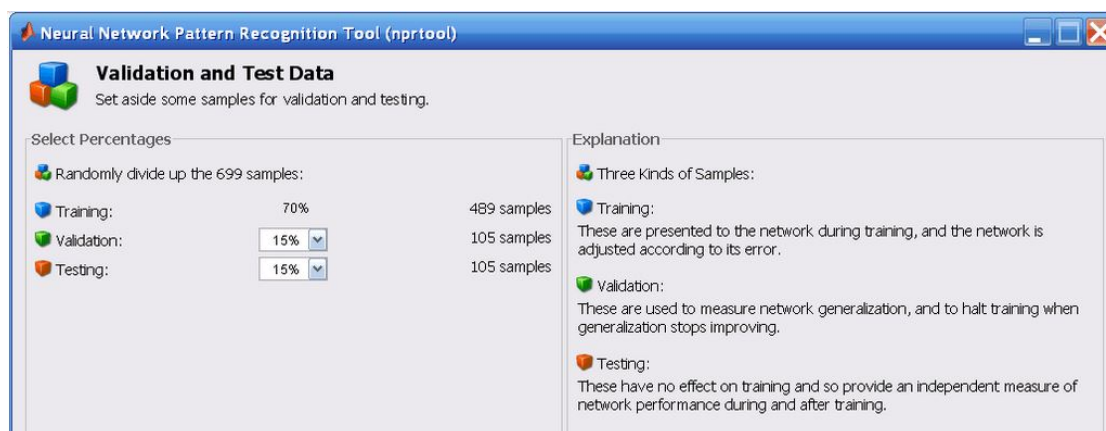 Neural Network Pattern Recognition Tool (nprtool)
Validation and Test Data
Set aside some samples for validation and testing.
Select Percentages
Randomly divide up the 699 samples:
Training: 70% 489 samples
Validation: 15% 105 samples
Testing: 15% 105 samples
Explanation
Three Kinds of Samples:
Training:
These are presented to the network during training, and the network is
adjusted according to its error.
Validation:
These are used to measure network generalization, and to halt training when
generalization stops improving.
Testing:
These have no effect on training and so provide an independent measure of
network performance during and after training.